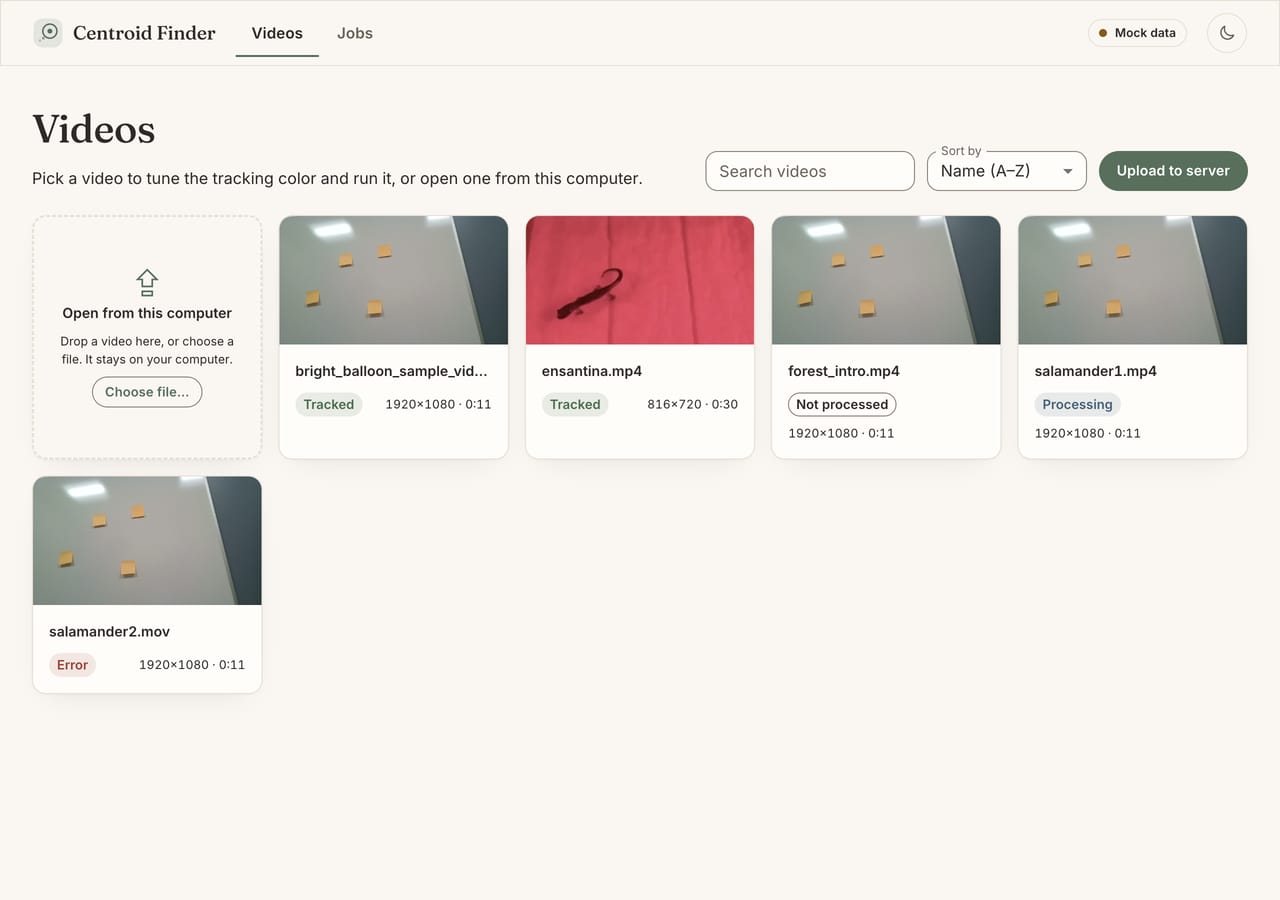 Centroid Finder
Videos
Jobs
Mock data
Videos
Pick a video to tune the tracking color and run it, or open one from this computer.
Search videos
Sort by
Name (A–Z)
Upload to server
Open from this computer
Drop a video here, or choose a
file. It stays on your computer.
Choose file…
bright_balloon_sample_vid…
Tracked
1920×1080 · 0:11
ensantina.mp4
Tracked
816×720 · 0:30
forest_intro.mp4
Not processed
1920×1080 · 0:11
salamander1.mp4
Processing
1920×1080 · 0:11
salamander2.mov
Error
1920×1080 · 0:11